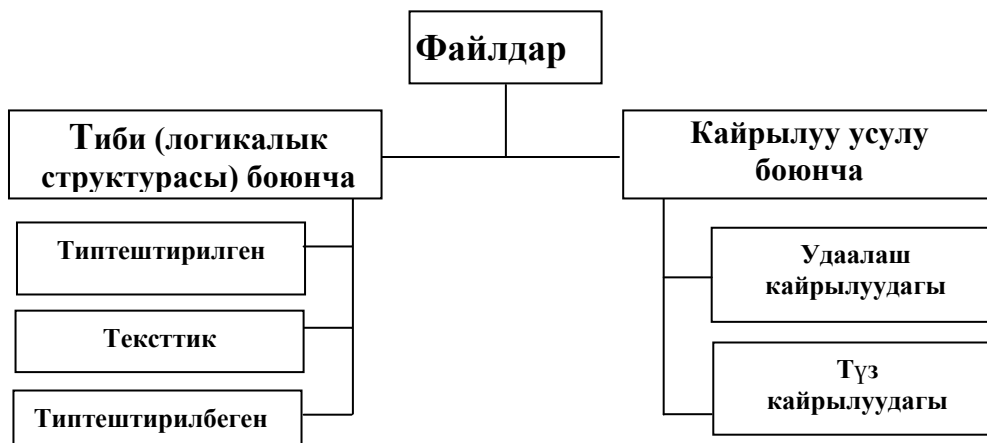 Файлдар
Тиби (логикалык
структурасы) боюнча
Кайрылуу усулу
боюнча
Типтештирилген
Тексттик
Типтештирилбеген
Удаалаш
кайрылуудагы
Түз
кайрылуудагы